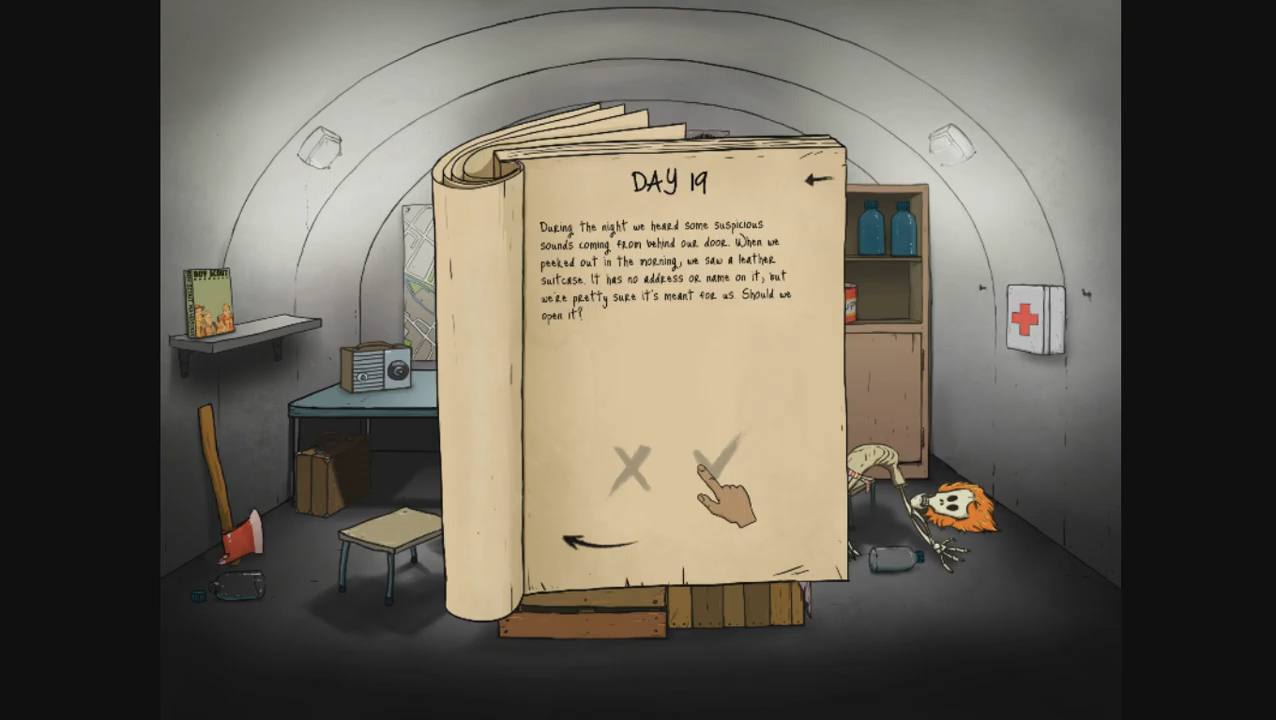 DAY 19
During the night we heard some suspicious
sounds coming from behind our door. When we
peeked out in the morning, we saw a leather
suitcase. It has no address or name on it, but
we're pretty sure it's meant for us. Should we
open it?
BOY SCOUT